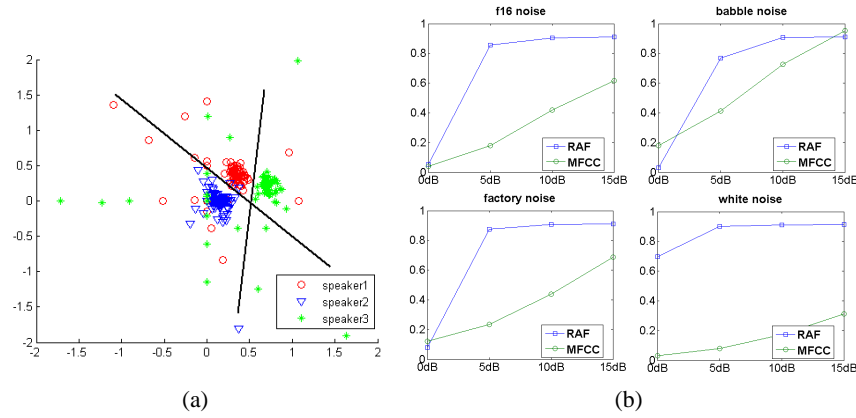 2
1.5
1
0.5
0
-0.5
-1
-1.5
-2
-2 -1.5 -1 -0.5 0 0.5 1 1.5 2
speaker1
speaker2
speaker3
(a)
f16 noise
1
0.8
0.6
0.4
0.2
0
0dB 5dB 10dB 15dB
RAF
MFCC
babble noise
1
0.8
0.6
0.4
0.2
0
0dB 5dB 10dB 15dB
RAF
MFCC
factory noise
1
0.8
0.6
0.4
0.2
0
0dB 5dB 10dB 15dB
RAF
MFCC
white noise
1
0.8
0.6
0.4
0.2
0
0dB 5dB 10dB 15dB
RAF
MFCC
(b)